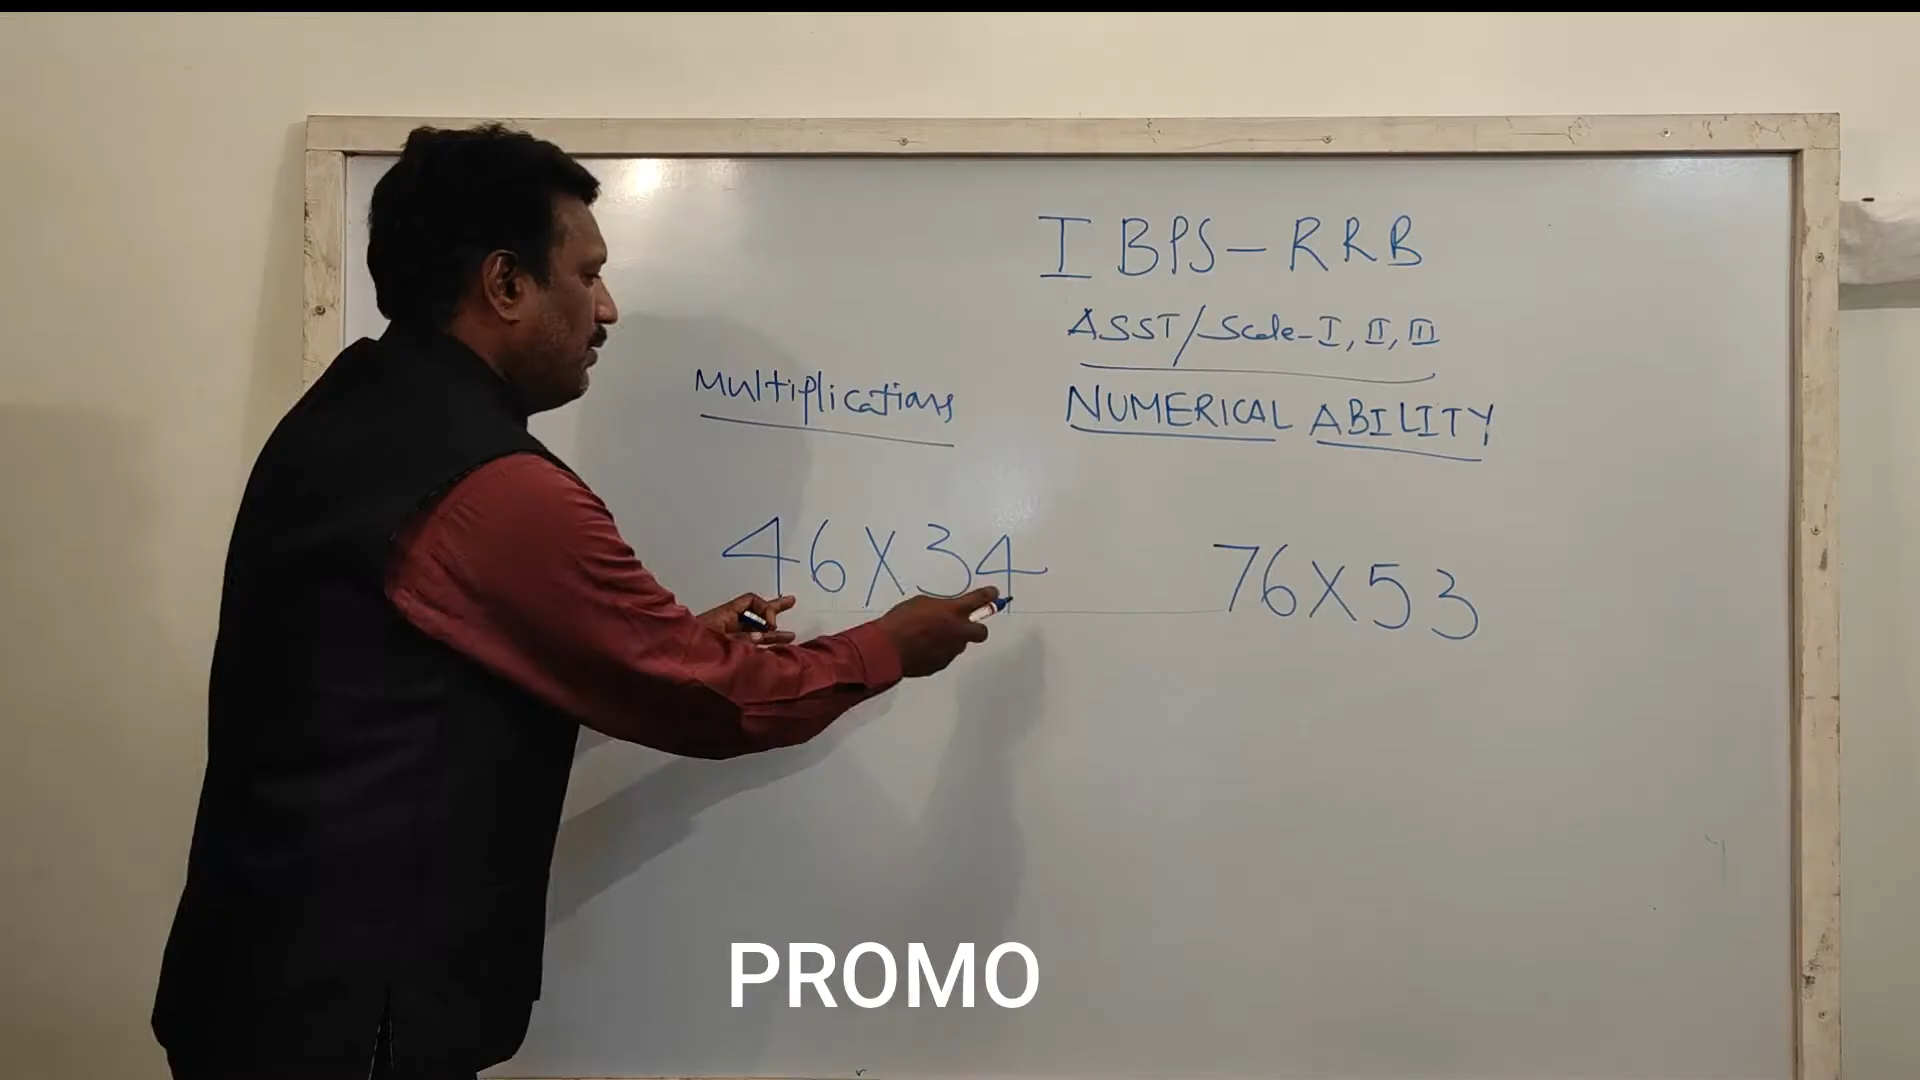 IBPS-RRB
ASST/Scale-I, II, III
Multiplications
NUMERICAL ABILITY
46X34
76X53
PROMO